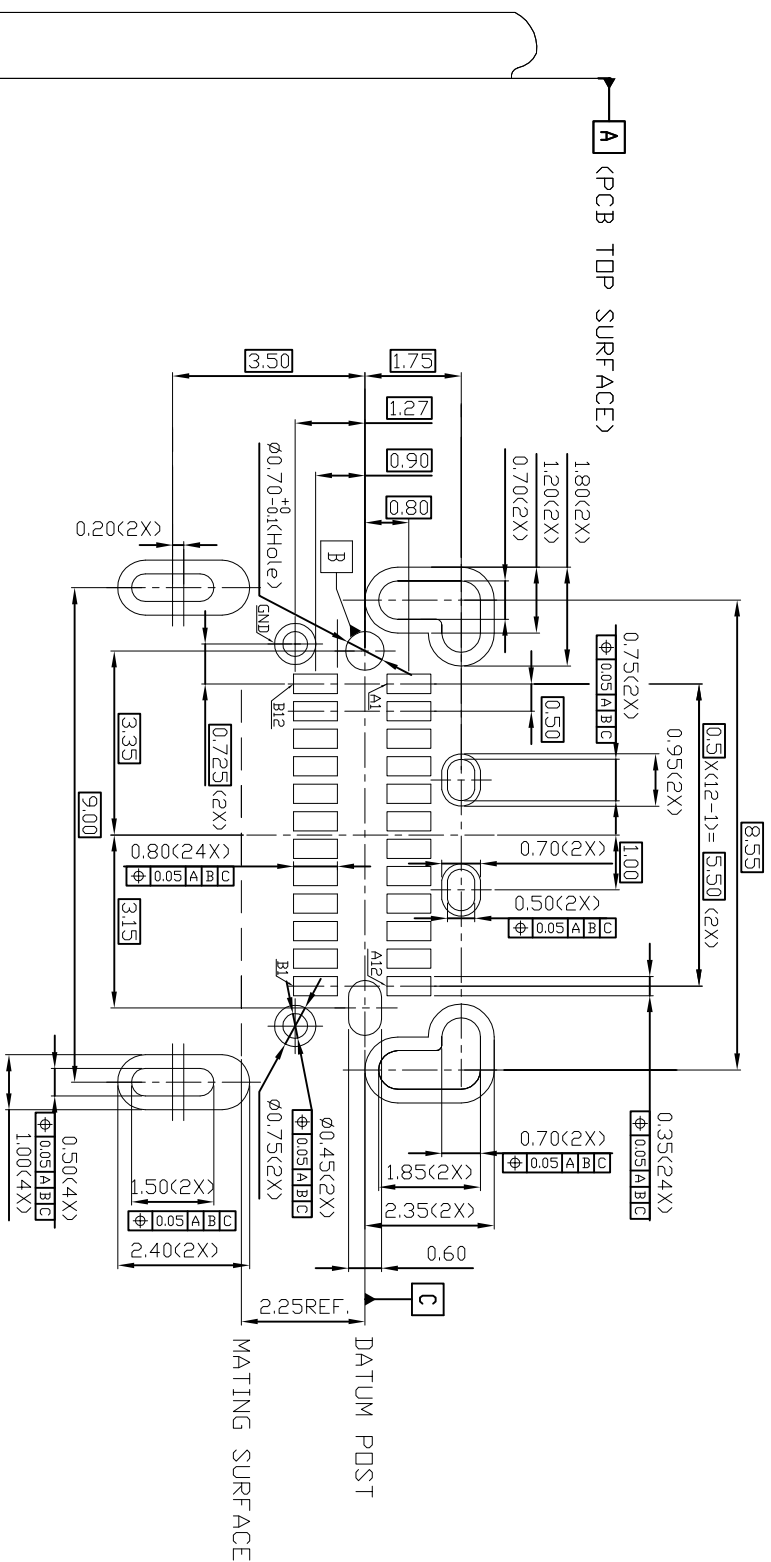 A (PCB TOP SURFACE)
8.55
0.5 X(12-1)= 5.50 (2X)
0.95(2X)
0.75(2X)
⌖ 0.05 A B C
1.80(2X)
1.20(2X)
0.70(2X)
0.50
1.00
0.35(24X)
⌖ 0.05 A B C
3.50
1.75
1.27
0.90
0.80
Ø0.70 +0 -0.1(Hole)
B
0.20(2X)
GND
A1
B12
A12
B1
0.70(2X)
0.50(2X)
⌖ 0.05 A B C
0.80(24X)
⌖ 0.05 A B C
0.725 (2X)
3.35
3.15
9.00
0.70(2X)
⌖ 0.05 A B C
1.85(2X)
2.35(2X)
Ø0.45(2X)
⌖ 0.05 A B C
Ø0.75(2X)
0.60
C
1.50(2X)
⌖ 0.05 A B C
2.40(2X)
0.50(4X)
⌖ 0.05 A B C
1.00(4X)
2.25REF.
DATUM POST
MATING SURFACE